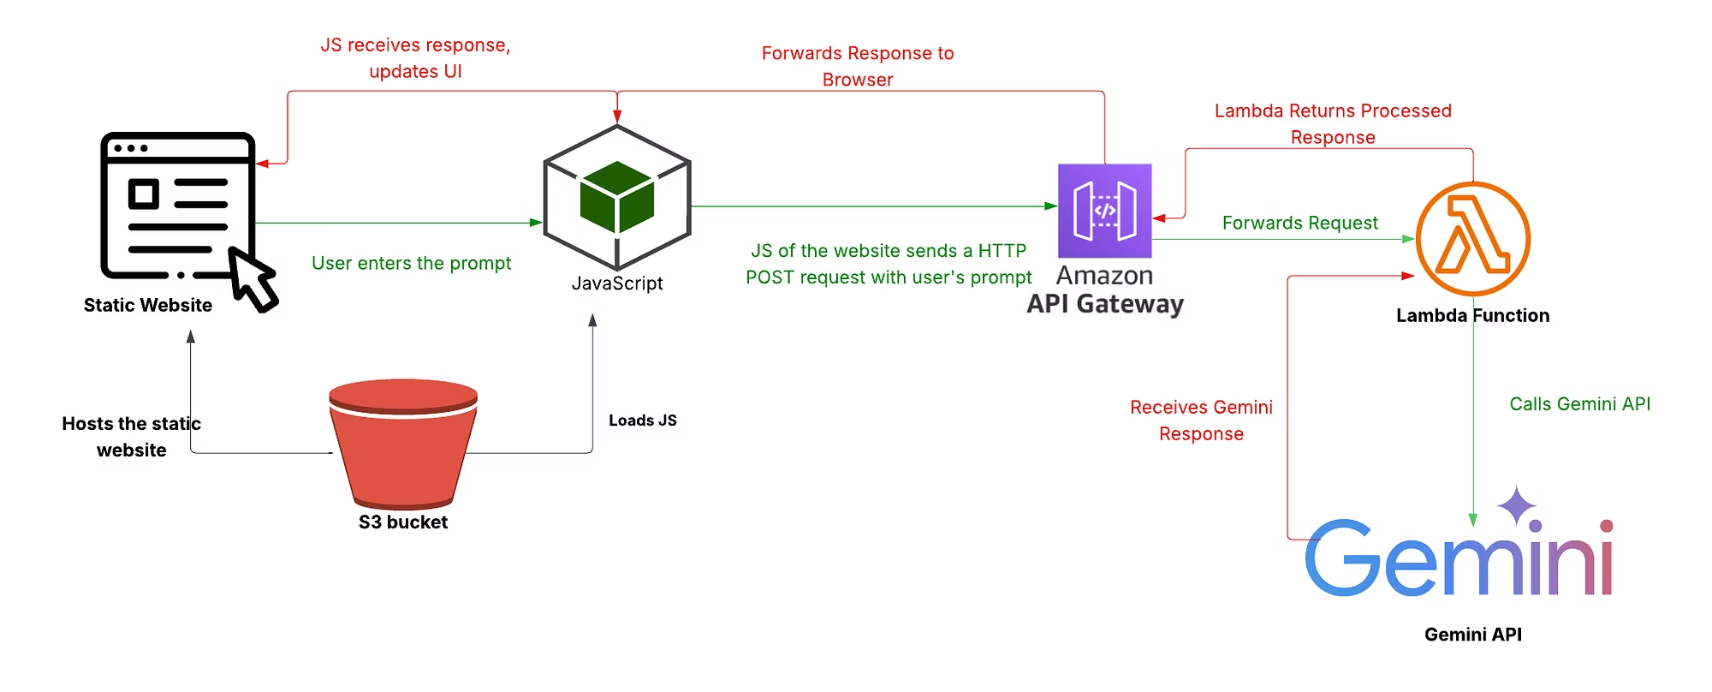 JS receives response,
updates UI
Forwards Response to
Browser
Lambda Returns Processed
Response
Forwards Request
User enters the prompt
JS of the website sends a HTTP
POST request with user's prompt
JavaScript
Amazon
API Gateway
Static Website
Lambda Function
Hosts the static
website
Loads JS
Receives Gemini
Response
Calls Gemini API
S3 bucket
Gemini
Gemini API